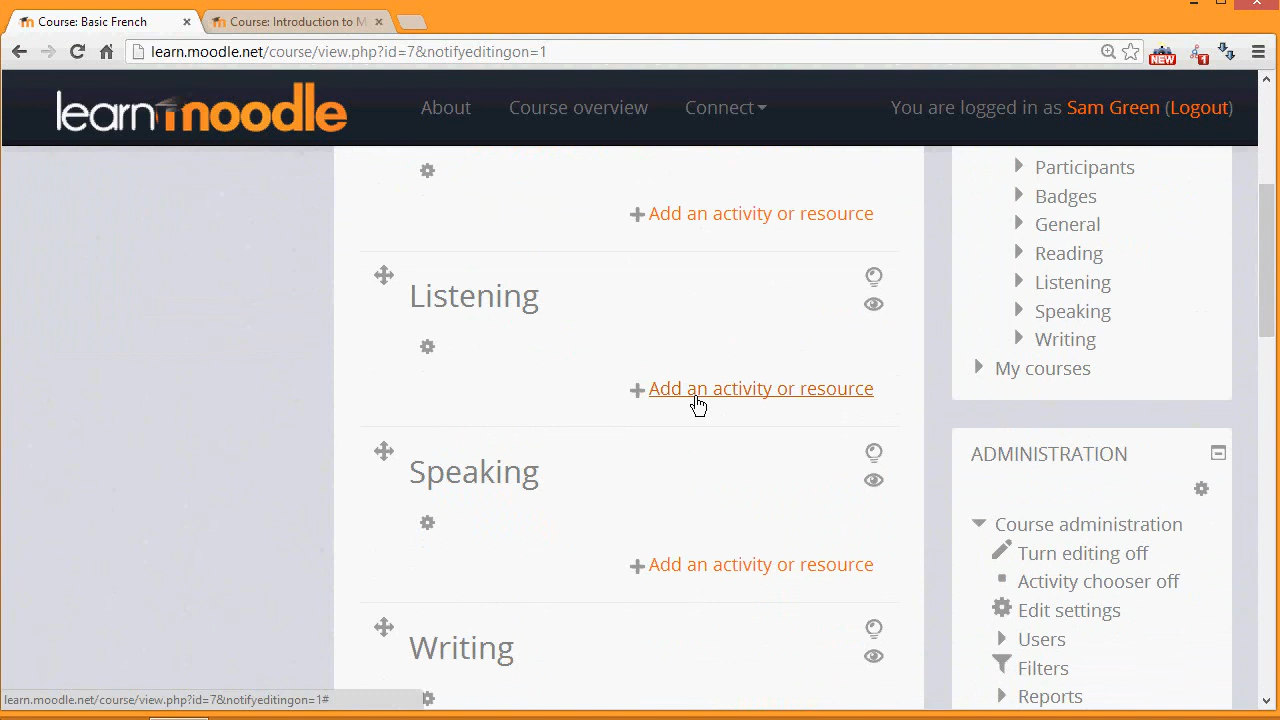 Course: Basic French
Course: Introduction to M
learn.moodle.net/course/view.php?id=7&notifyeditingon=1
NEW
1
learn moodle
About
Course overview
Connect
You are logged in as Sam Green (Logout)
Add an activity or resource
Listening
Add an activity or resource
Speaking
Add an activity or resource
Writing
Participants
Badges
General
Reading
Listening
Speaking
Writing
My courses
ADMINISTRATION
Course administration
Turn editing off
Activity chooser off
Edit settings
Users
Filters
Reports
learn.moodle.net/course/view.php?id=7&notifyeditingon=1#